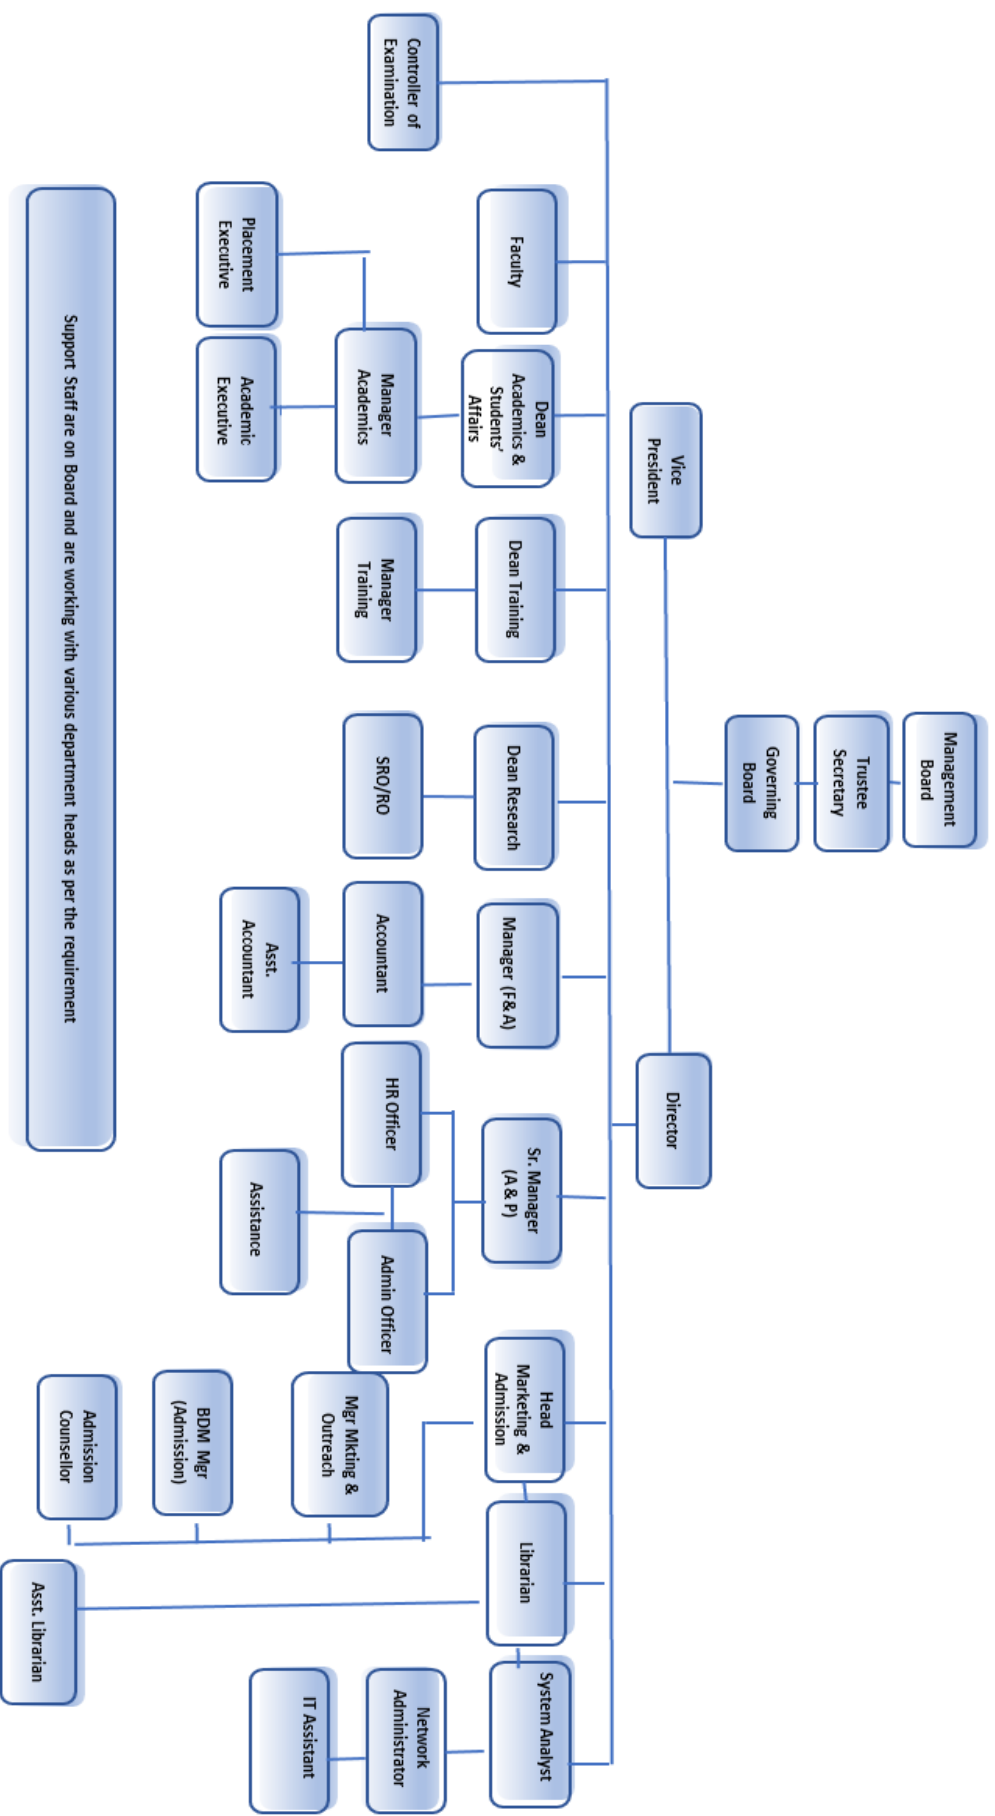 Management
Board
Trustee
Secretary
Governing
Board
Vice
President
Director
Controller of
Examination
Faculty
Dean
Academics &
Students'
Affairs
Dean Training
Dean Research
Manager (F& A)
Sr. Manager
(A & P)
Head
Marketing &
Admission
Librarian
System Analyst
Manager
Academics
Manager
Training
SRO/RO
Accountant
HR Officer
Admin Officer
Mgr Mkting &
Outreach
Network
Administrator
Placement
Executive
Academic
Executive
Asst.
Accountant
Assistance
BDM Mgr
(Admission)
IT Assistant
Admission
Counsellor
Asst. Librarian
Support Staff are on Board and are working with various department heads as per the requirement